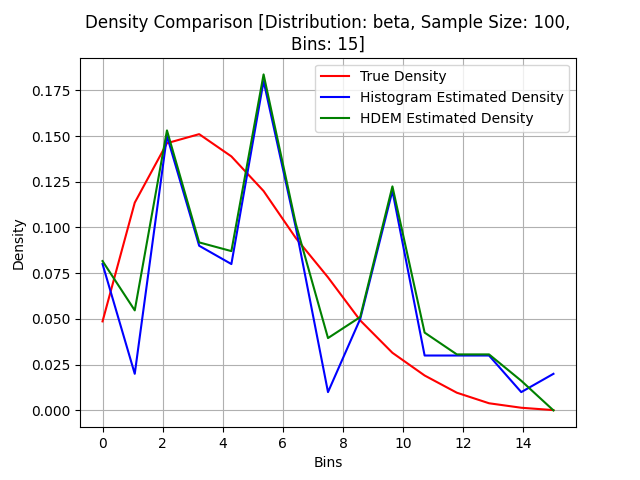 Density Comparison [Distribution: beta, Sample Size: 100,
Bins: 15]
True Density
Histogram Estimated Density
HDEM Estimated Density
Density
0.175
0.150
0.125
0.100
0.075
0.050
0.025
0.000
0 2 4 6 8 10 12 14
Bins